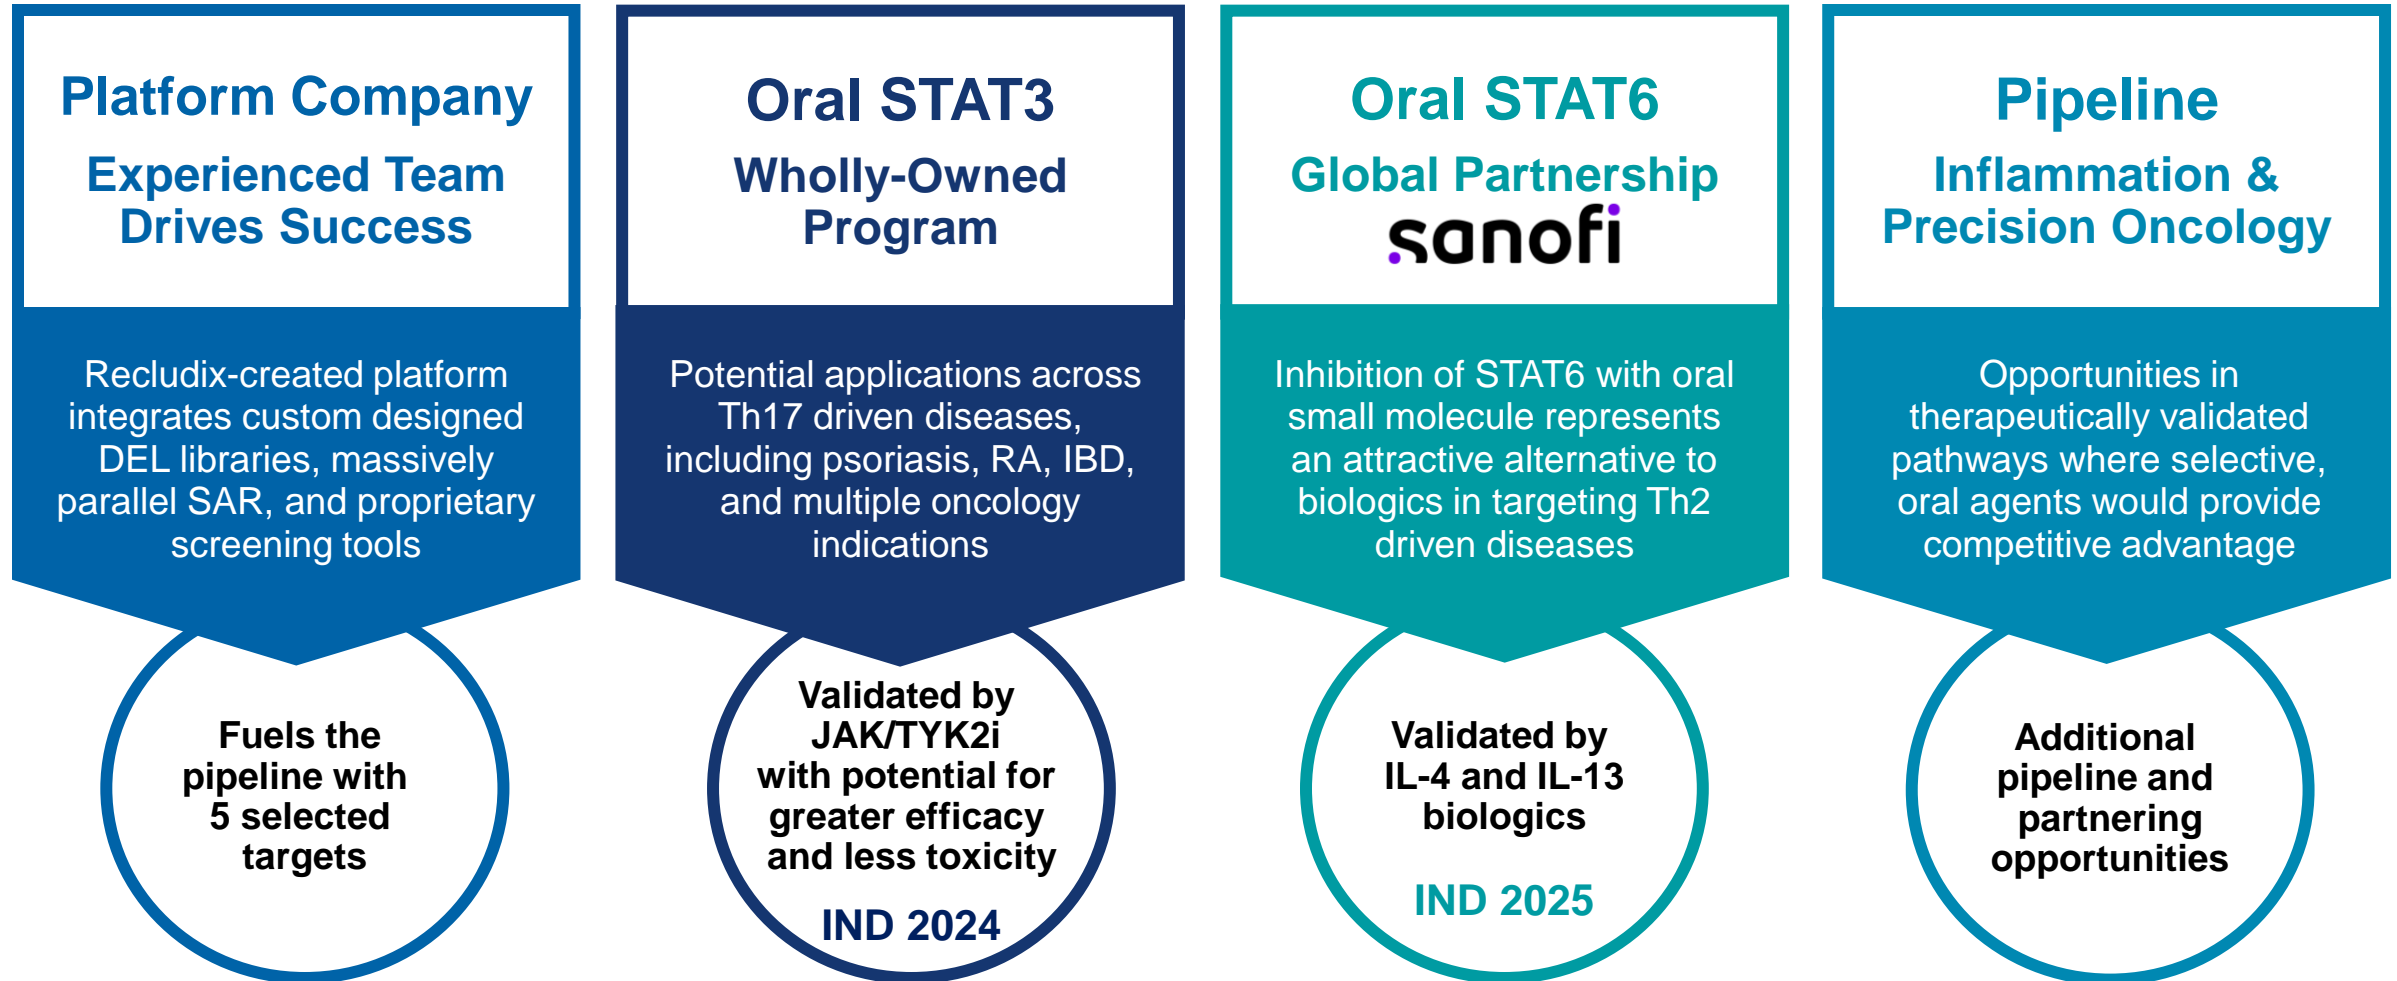 Platform Company
Experienced Team
Drives Success
Recludix-created platform
integrates custom designed
DEL libraries, massively
parallel SAR, and proprietary
screening tools
Fuels the
pipeline with
5 selected
targets
Oral STAT3
Wholly-Owned
Program
Potential applications across
Th17 driven diseases,
including psoriasis, RA, IBD,
and multiple oncology
indications
Validated by
JAK/TYK2i
with potential for
greater efficacy
and less toxicity
IND 2024
Oral STAT6
Global Partnership
sanofi
Inhibition of STAT6 with oral
small molecule represents
an attractive alternative to
biologics in targeting Th2
driven diseases
Validated by
IL-4 and IL-13
biologics
IND 2025
Pipeline
Inflammation &
Precision Oncology
Opportunities in
therapeutically validated
pathways where selective,
oral agents would provide
competitive advantage
Additional
pipeline and
partnering
opportunities